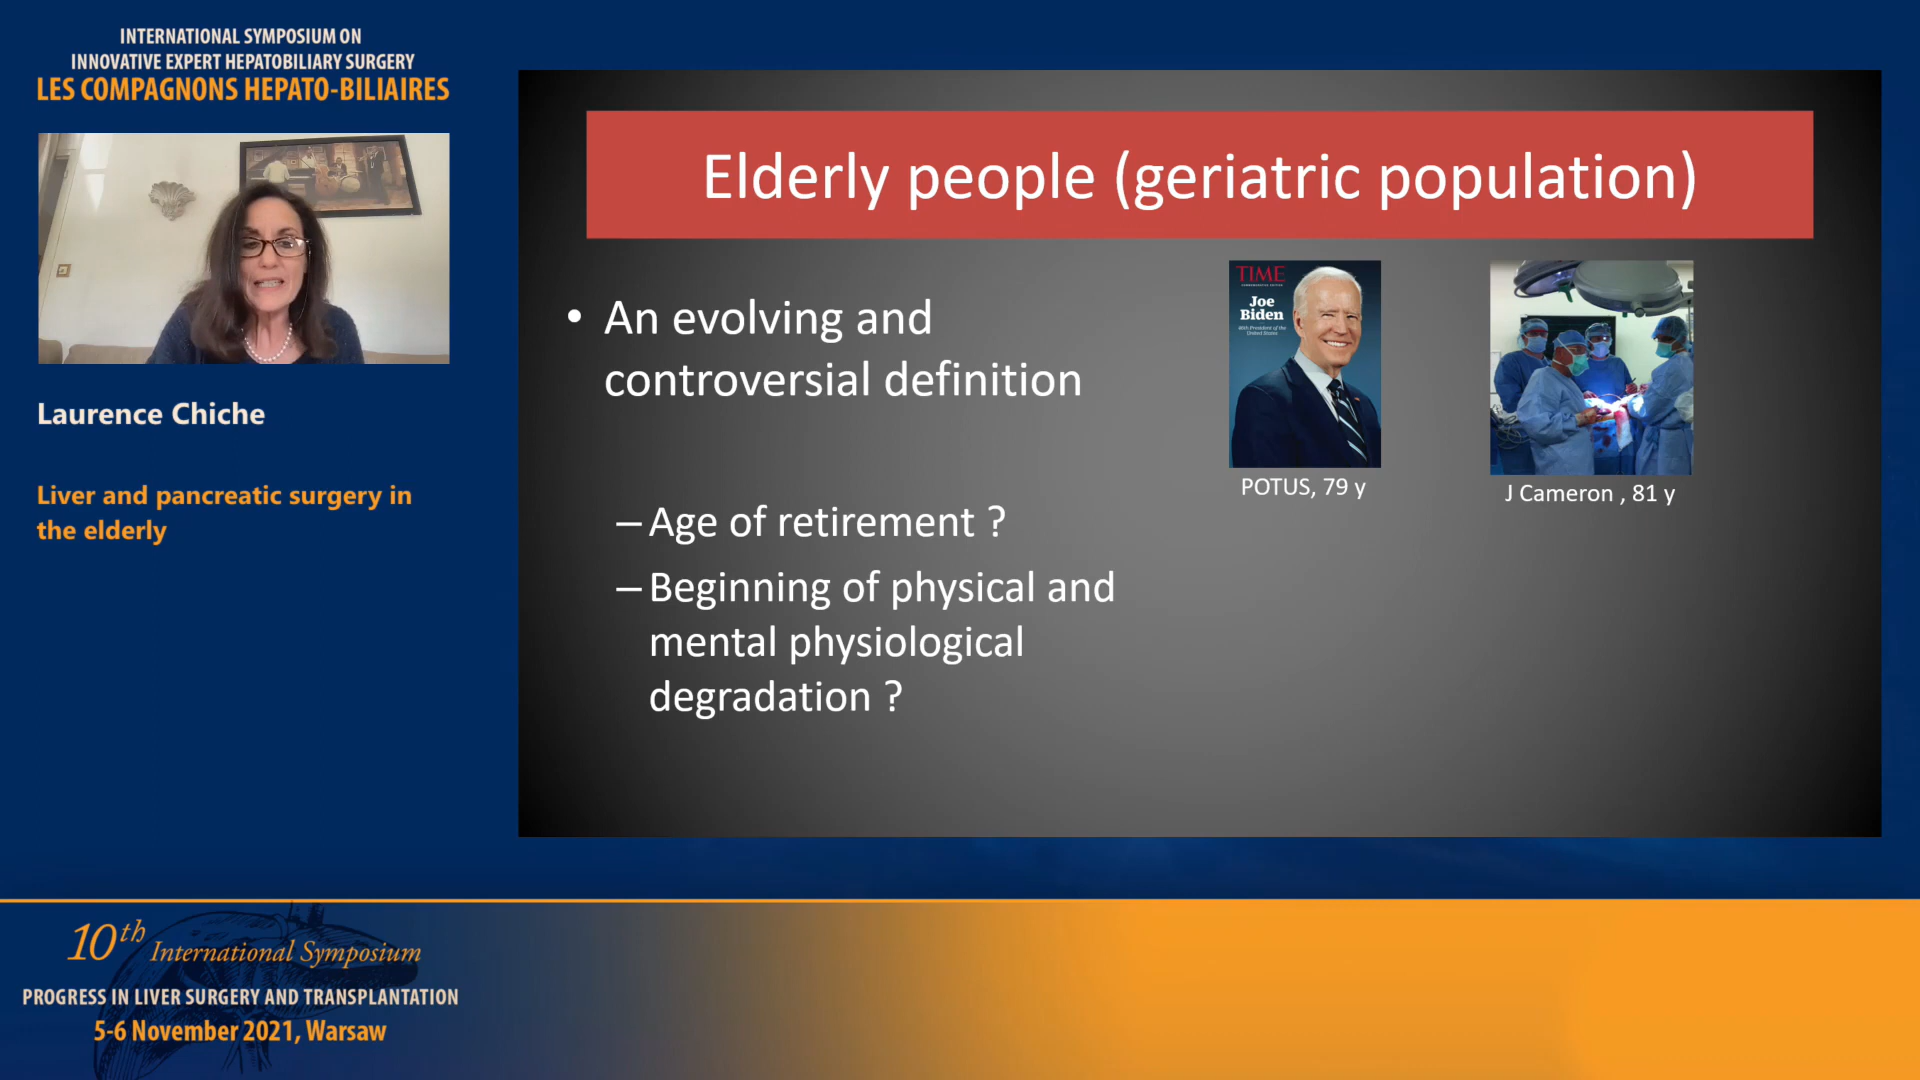 INTERNATIONAL SYMPOSIUM ON
INNOVATIVE EXPERT HEPATOBILIARY SURGERY
LES COMPAGNONS HEPATO-BILIAIRES
Laurence Chiche
Liver and pancreatic surgery in
the elderly
Elderly people (geriatric population)
• An evolving and
controversial definition
– Age of retirement ?
– Beginning of physical and
mental physiological
degradation ?
TIME
Joe
Biden
46th President of the
United States
POTUS, 79 y
J Cameron , 81 y
10th International Symposium
PROGRESS IN LIVER SURGERY AND TRANSPLANTATION
5-6 November 2021, Warsaw